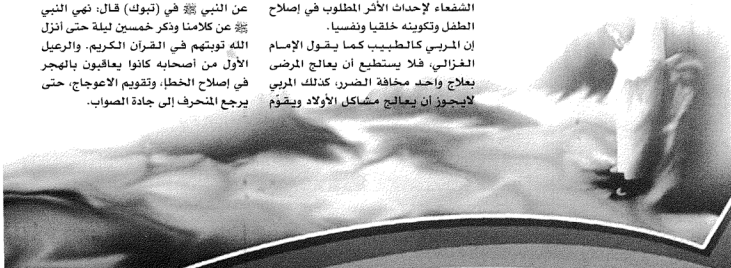 الشفعاء لإحداث الأثر المطلوب في إصلاح
الطفل وتكوينه خلقيا ونفسيا.
إن المربي كالطبيب كما يقول الإمام
الغزالي، فلا يستطيع أن يعالج المرضى
بعلاج واحد مخافة الضرر، كذلك المربي
لايجوز أن يعالج مشاكل الأولاد ويقوّم
عن النبي ﷺ في (تبوك) قال: نهي النبي
ﷺ عن كلامنا وذكر خمسين ليلة حتى أنزل
الله توبتهم في القرآن الكريم. والرعيل
الأول من أصحابه كانوا يعاقبون بالهجر
في إصلاح الخطإ، وتقويم الاعوجاج، حتى
يرجع المنحرف إلى جادة الصواب.